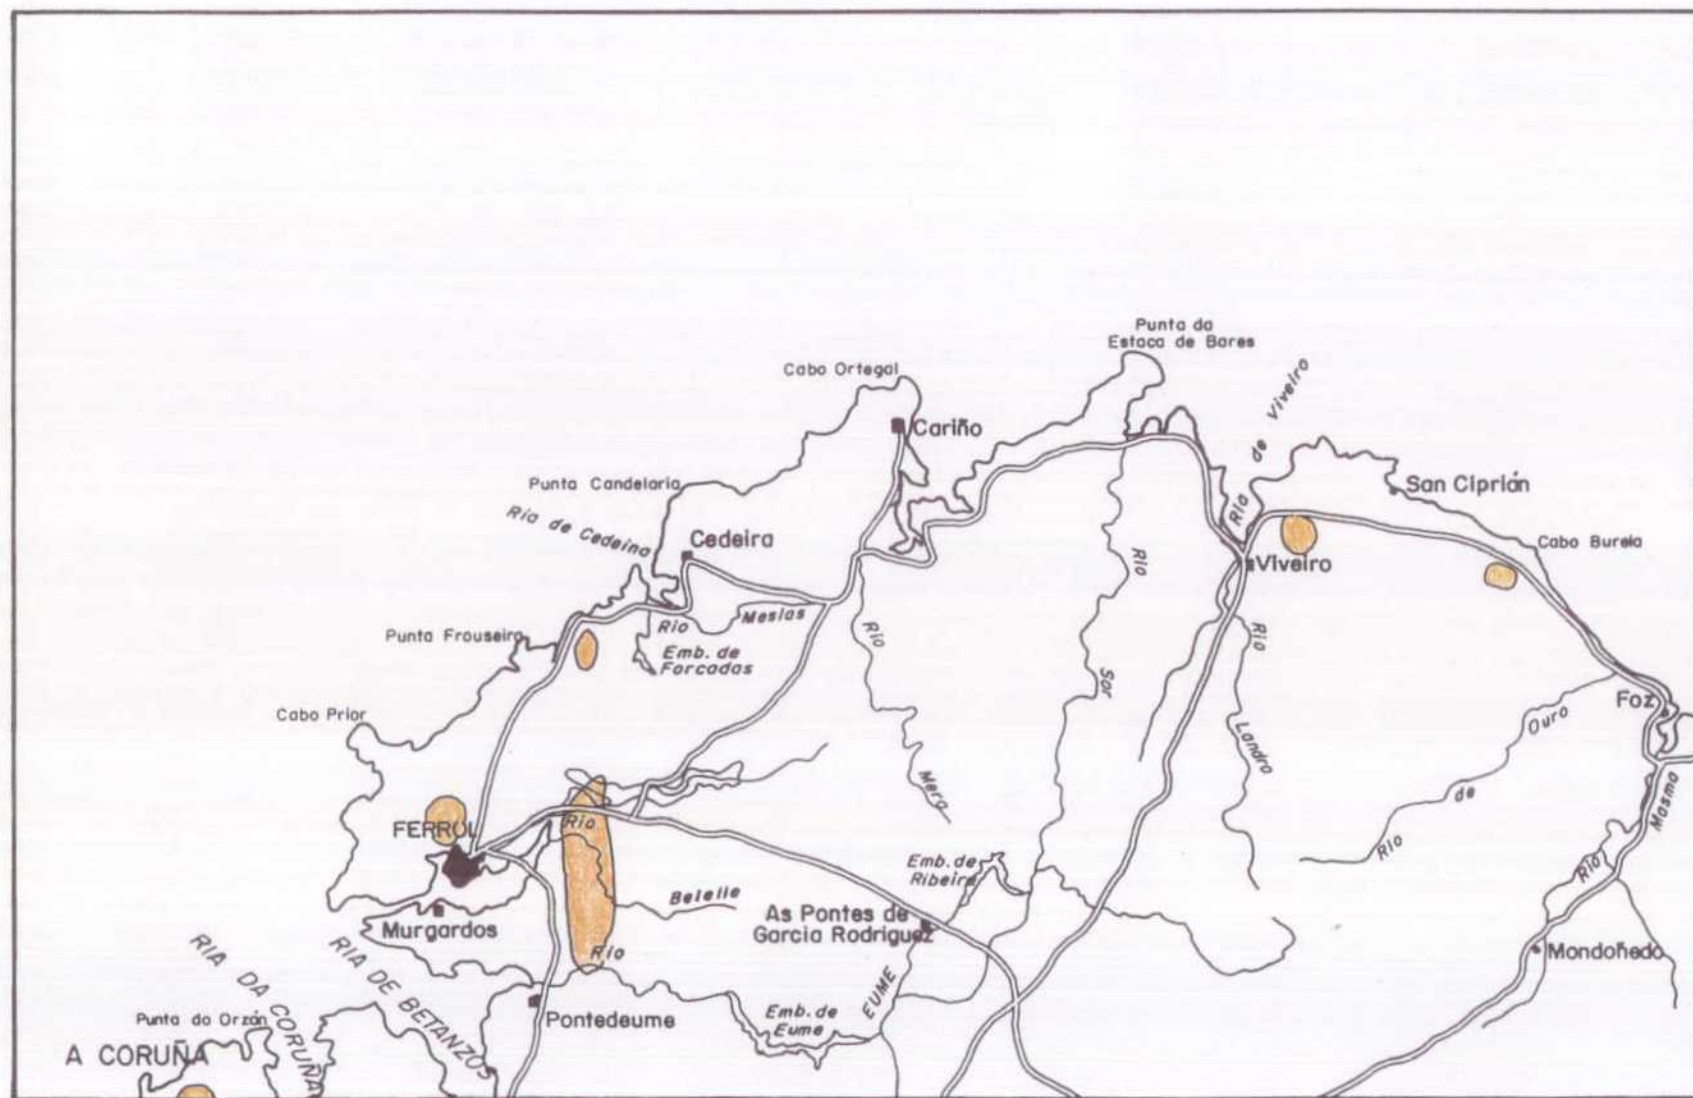 Punta da
Estaca de Bares
Cabo Ortegal
Ría de Viveiro
Cariño
Punta Candelaria
San Ciprián
Ría de Cedeira
Cedeira
Cabo Burela
Viveiro
Río Mesías
Punta Frouseira
Emb. de
Forcadas
Río Mera
Río Sor
Río Landro
Foz
Cabo Prior
Río de Ouro
Río Masma
FERROL
Río Belelle
Emb. de
Ribeira
As Pontes de
García Rodriguez
Murgardos
Mondoñedo
Río EUME
RIA DA CORUÑA
RIA DE BETANZOS
Punta do Orzán
Pontedeume
Emb. de
Eume
A CORUÑA